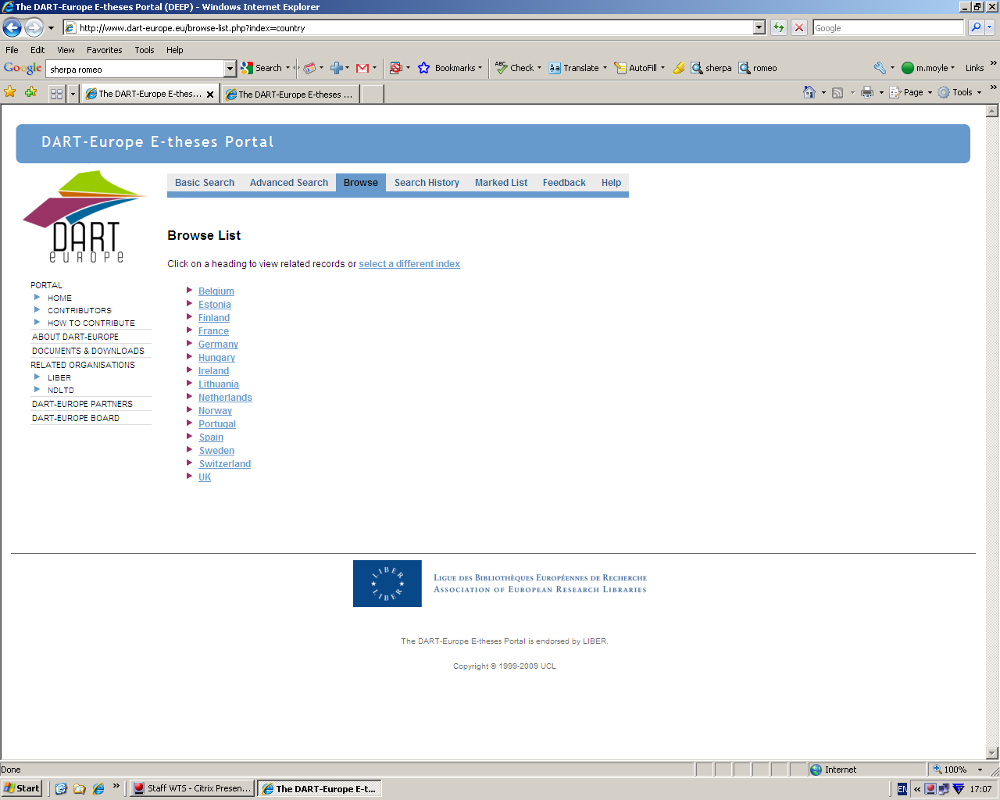 The DART-Europe E-theses Portal (DEEP) - Windows Internet Explorer
http://www.dart-europe.eu/browse-list.php?index=country
Google
File Edit View Favorites Tools Help
Google sherpa romeo Search Bookmarks Check Translate AutoFill sherpa romeo m.moyle Links
The DART-Europe E-thes... The DART-Europe E-theses ... Page Tools
DART-Europe E-theses Portal
Basic Search Advanced Search Browse Search History Marked List Feedback Help
DART
europe
Browse List
Click on a heading to view related records or select a different index
PORTAL
HOME
CONTRIBUTORS
HOW TO CONTRIBUTE
ABOUT DART-EUROPE
DOCUMENTS & DOWNLOADS
RELATED ORGANISATIONS
LIBER
NDLTD
DART-EUROPE PARTNERS
DART-EUROPE BOARD
Belgium
Estonia
Finland
France
Germany
Hungary
Ireland
Lithuania
Netherlands
Norway
Portugal
Spain
Sweden
Switzerland
UK
LIBER
LIBER
Ligue des Bibliothèques Européennes de Recherche
Association of European Research Libraries
The DART-Europe E-theses Portal is endorsed by LIBER.
Copyright © 1999-2009 UCL
Done Internet 100%
Start Staff WTS - Citrix Presen... The DART-Europe E-t... EN 17:07